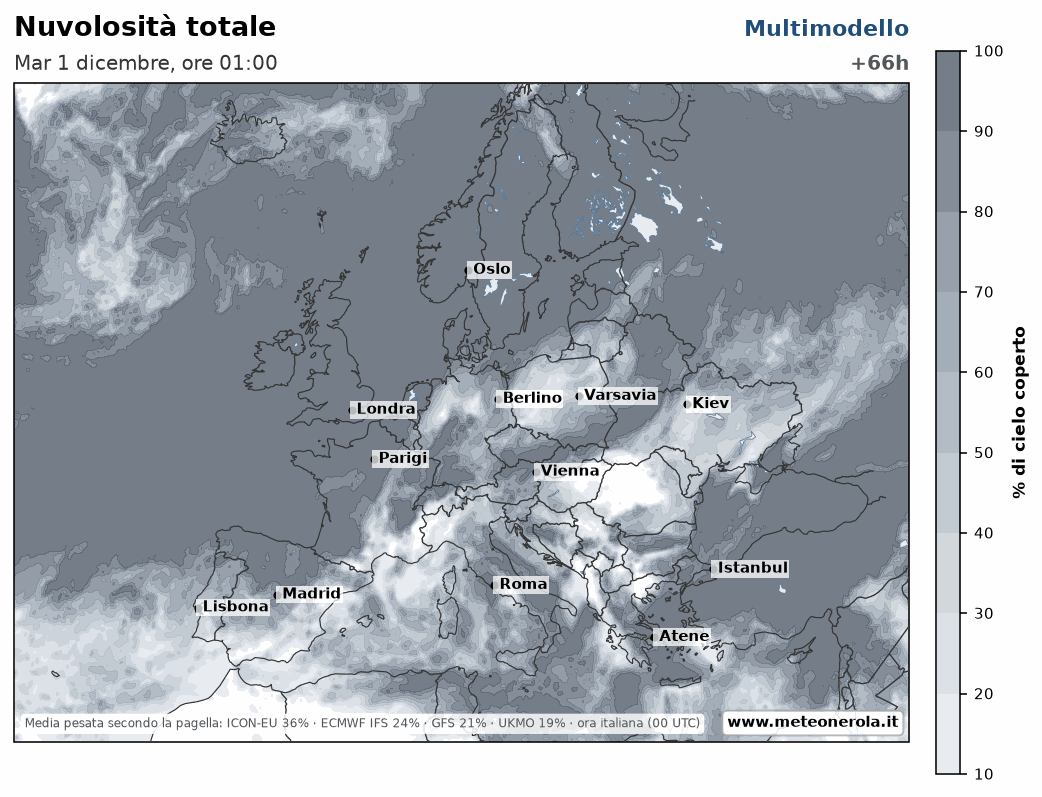 Nuvolosità totale
Multimodello
Mar 1 dicembre, ore 01:00
+66h
100
90
80
70
60
50
40
30
20
10
% di cielo coperto
Oslo
Berlino
Varsavia
Kiev
Londra
Parigi
Vienna
Istanbul
Roma
Madrid
Lisbona
Atene
Media pesata secondo la pagella: ICON-EU 36% · ECMWF IFS 24% · GFS 21% · UKMO 19% · ora italiana (00 UTC)
www.meteonerola.it